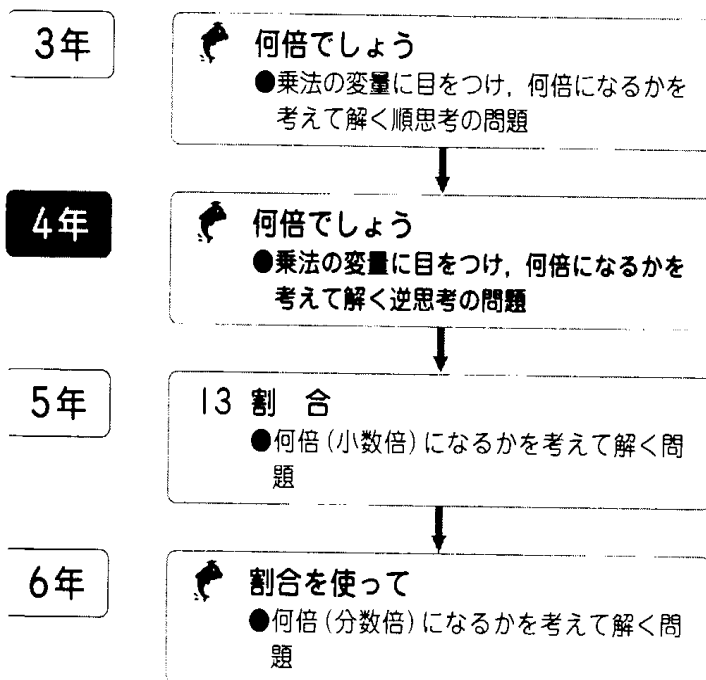 3年
何倍でしょう
●乗法の変量に目をつけ，何倍になるかを
考えて解く順思考の問題
4年
何倍でしょう
●乗法の変量に目をつけ，何倍になるかを
考えて解く逆思考の問題
5年
13 割 合
●何倍（小数倍）になるかを考えて解く問
題
6年
割合を使って
●何倍（分数倍）になるかを考えて解く問
題